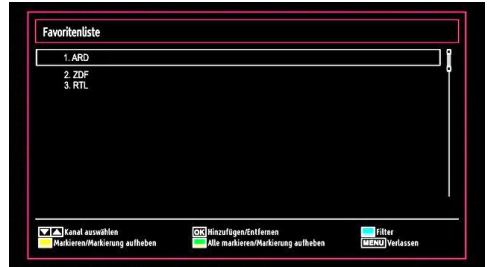 Favoritenliste
1. ARD
2. ZDF
3. RTL
Kanal auswählen OK Hinzufügen/Entfernen Filter
Markieren/Markierung aufheben Alle markieren/Markierung aufheben MENU Verlassen